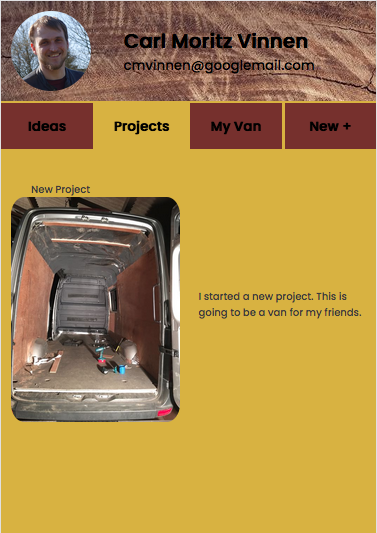 Carl Moritz Vinnen
cmvinnen@googlemail.com
Ideas
Projects
My Van
New +
New Project
I started a new project. This is
going to be a van for my friends.